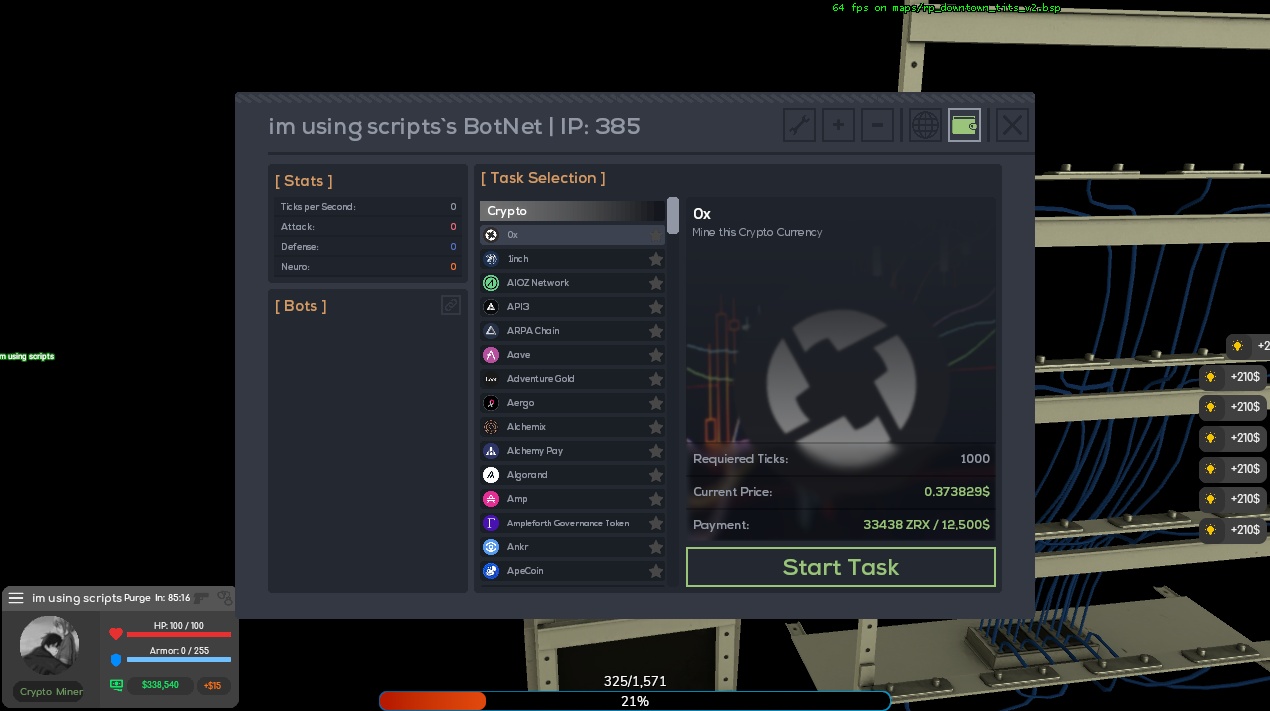 64 fps on maps/rp_downtown_tits_v2.bsp
im using scripts`s BotNet | IP: 385
[ Stats ]
Ticks per Second: 0
Attack: 0
Defense: 0
Neuro: 0
[ Bots ]
[ Task Selection ]
Crypto
0x
1inch
AIOZ Network
API3
ARPA Chain
Aave
Adventure Gold
Aergo
Alchemix
Alchemy Pay
Algorand
Amp
Ampleforth Governance Token
Ankr
ApeCoin
0x
Mine this Crypto Currency
Requiered Ticks: 1000
Current Price: 0.373829$
Payment: 33438 ZRX / 12,500$
Start Task
m using scripts
+2
+210$
+210$
+210$
+210$
+210$
+210$
im using scripts Purge In: 85:16
HP: 100 / 100
Armor: 0 / 255
$338,540 +$15
Crypto Miner
325/1,571
21%